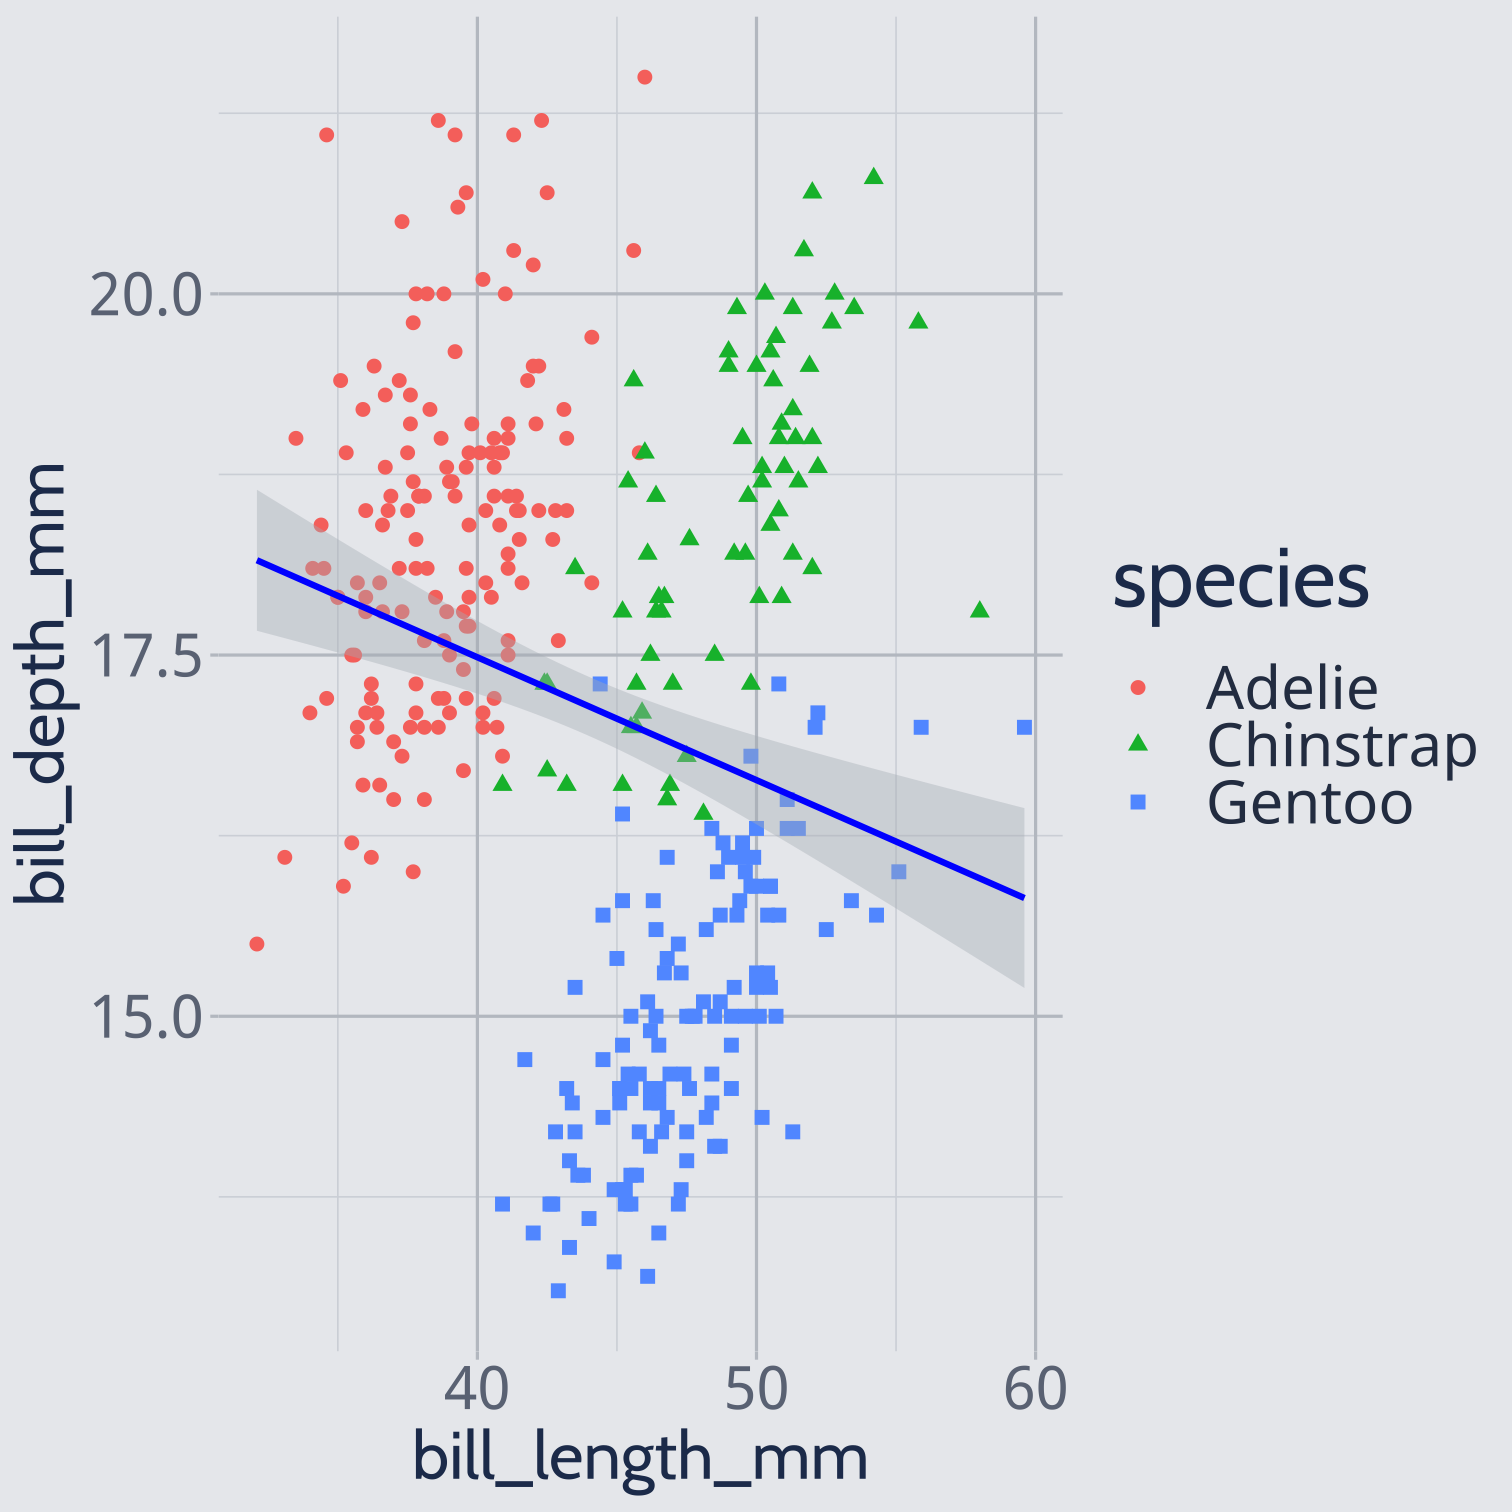 bill_depth_mm
20.0
17.5
15.0
40 50 60
bill_length_mm
species
Adelie
Chinstrap
Gentoo